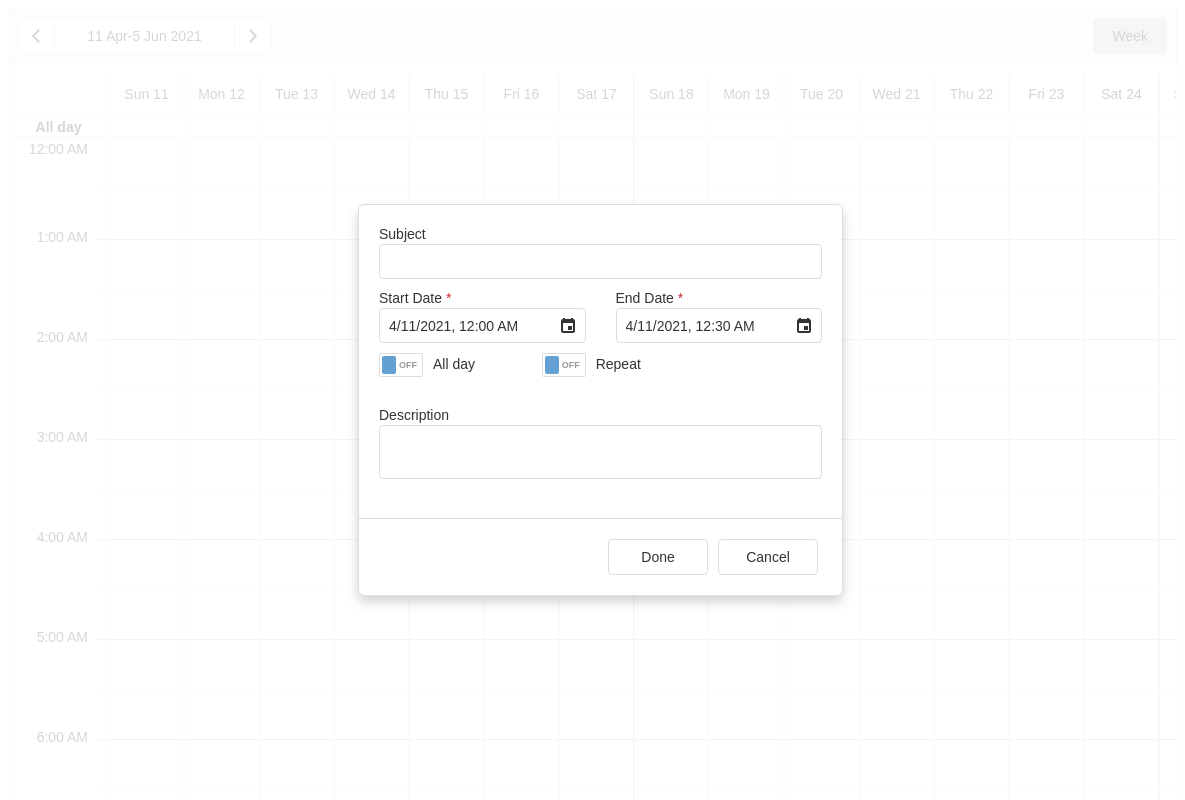 11 Apr-5 Jun 2021
Week
Sun 11 Mon 12 Tue 13 Wed 14 Thu 15 Fri 16 Sat 17 Sun 18 Mon 19 Tue 20 Wed 21 Thu 22 Fri 23 Sat 24
All day
12:00 AM
1:00 AM
2:00 AM
3:00 AM
4:00 AM
5:00 AM
6:00 AM
Subject
Start Date * End Date *
4/11/2021, 12:00 AM 4/11/2021, 12:30 AM
OFF All day OFF Repeat
Description
Done Cancel